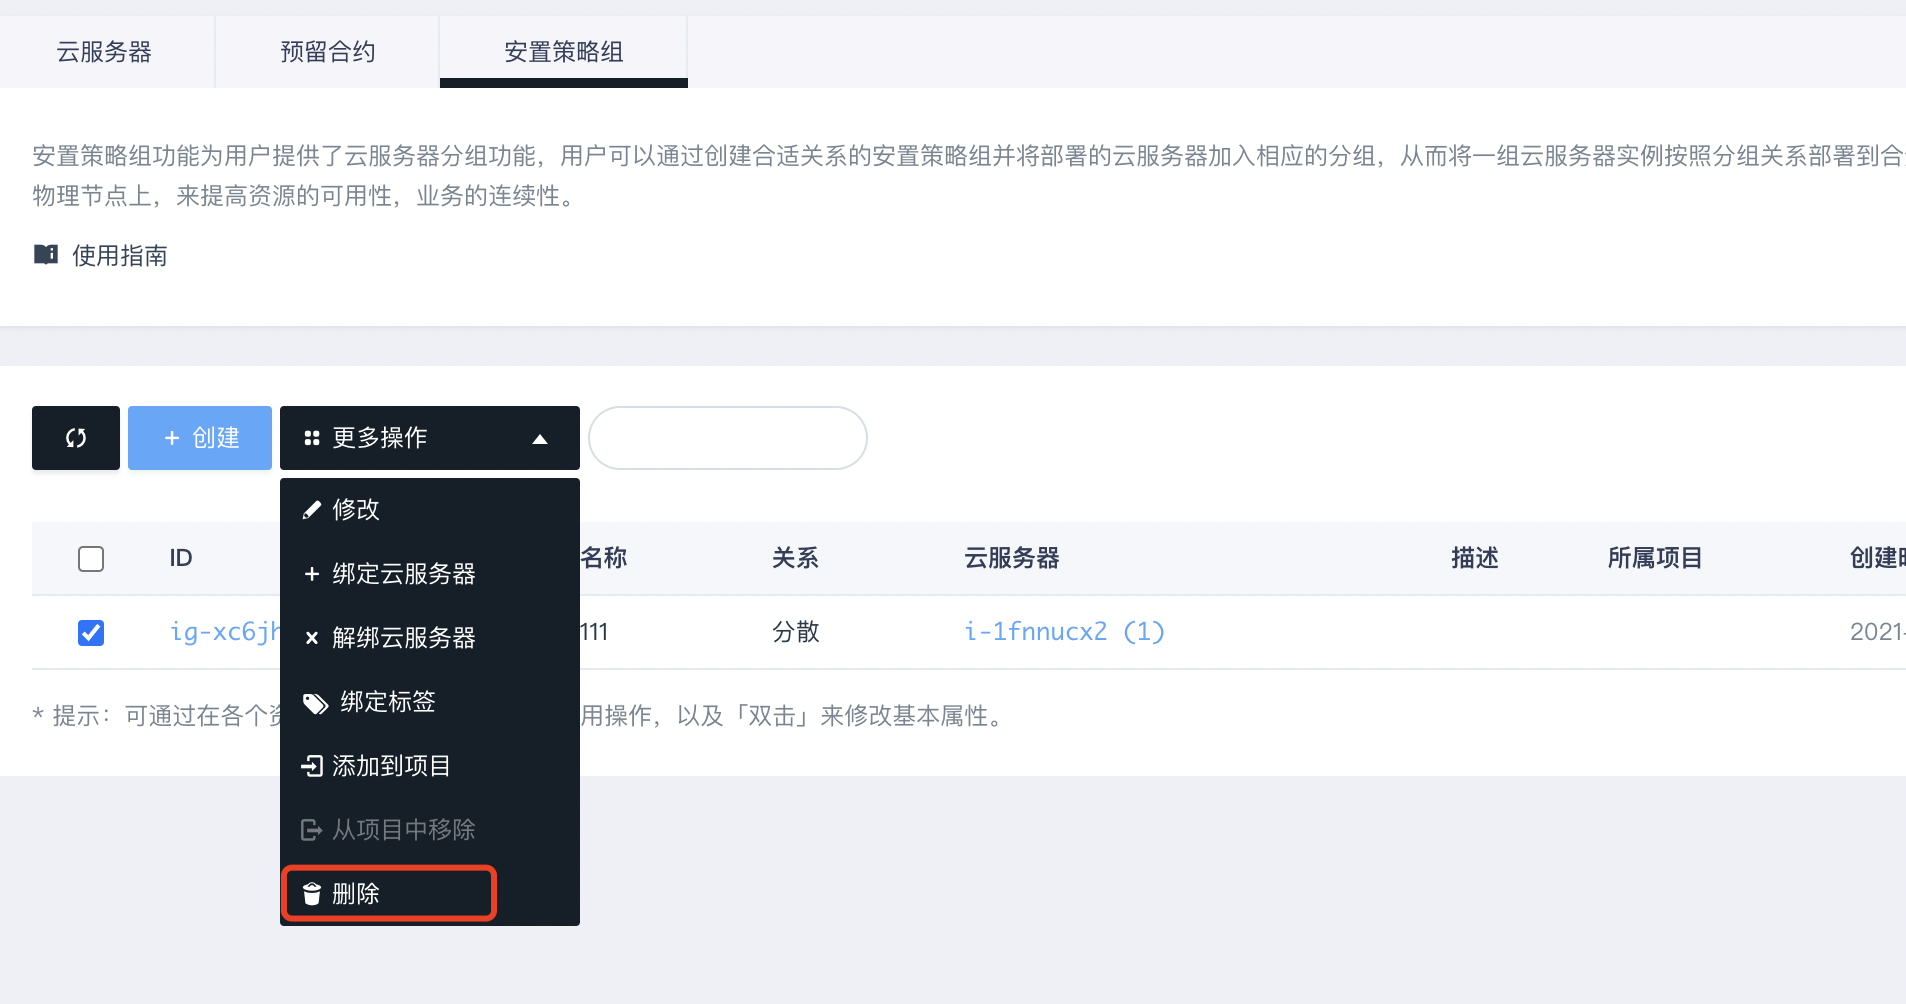 云服务器 预留合约 安置策略组
安置策略组功能为用户提供了云服务器分组功能，用户可以通过创建合适关系的安置策略组并将部署的云服务器加入相应的分组，从而将一组云服务器实例按照分组关系部署到合
物理节点上，来提高资源的可用性，业务的连续性。
使用指南
+ 创建 更多操作
修改
ID 名称 关系 云服务器 描述 所属项目 创建
+ 绑定云服务器
ig-xc6j 111 分散 i-1fnnucx2 (1) 2021-
× 解绑云服务器
绑定标签
* 提示：可通过在各个 用操作，以及「双击」来修改基本属性。
添加到项目
从项目中移除
删除